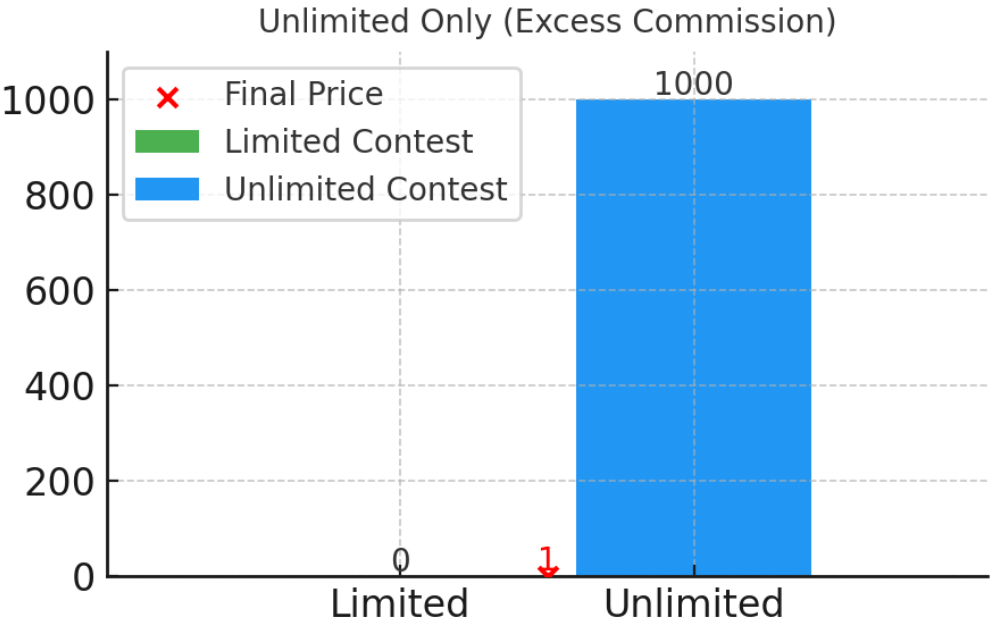 Unlimited Only (Excess Commission)
Final Price
Limited Contest
Unlimited Contest
1000
800
600
400
200
0
1000
0
1
Limited
Unlimited